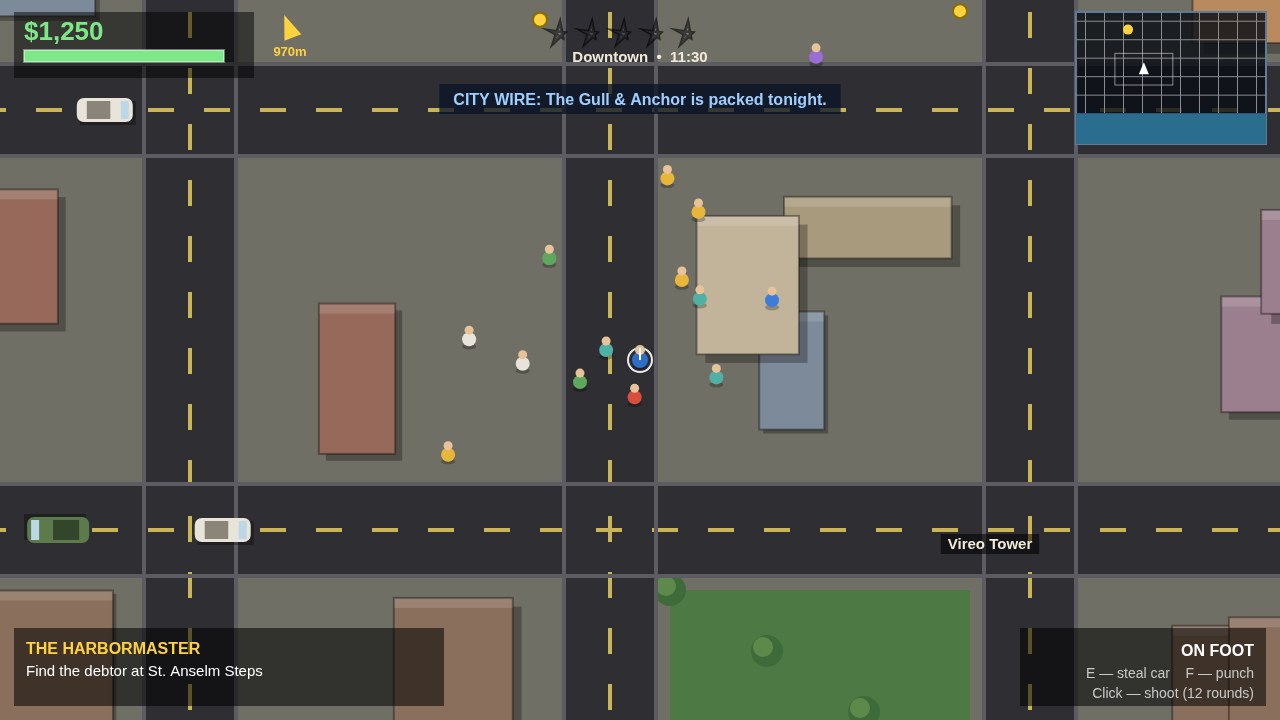 $1,250
970m
Downtown • 11:30
CITY WIRE: The Gull & Anchor is packed tonight.
Vireo Tower
THE HARBORMASTER
Find the debtor at St. Anselm Steps
ON FOOT
E — steal car F — punch
Click — shoot (12 rounds)